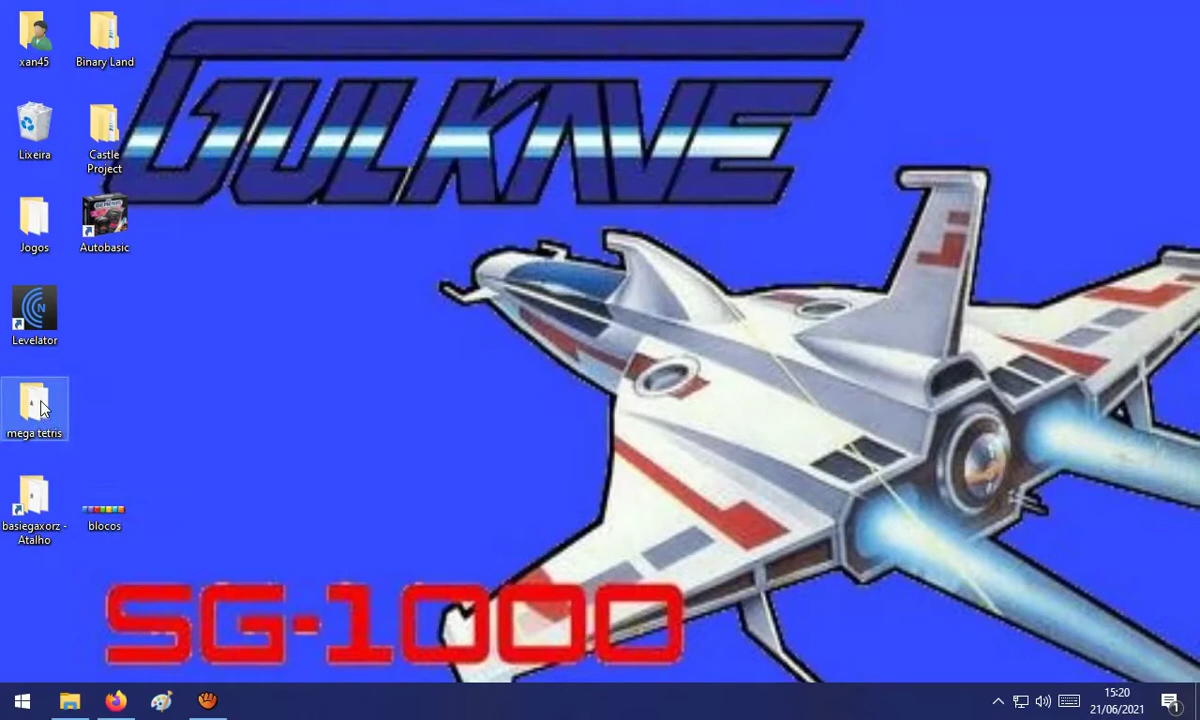 GULKAVE
xan45
Binary Land
Lixeira
Castle
Project
Jogos
Autobasic
Levelator
mega tetris
basiegaxorz -
Atalho
blocos
SG-1000
15:20
21/06/2021
1